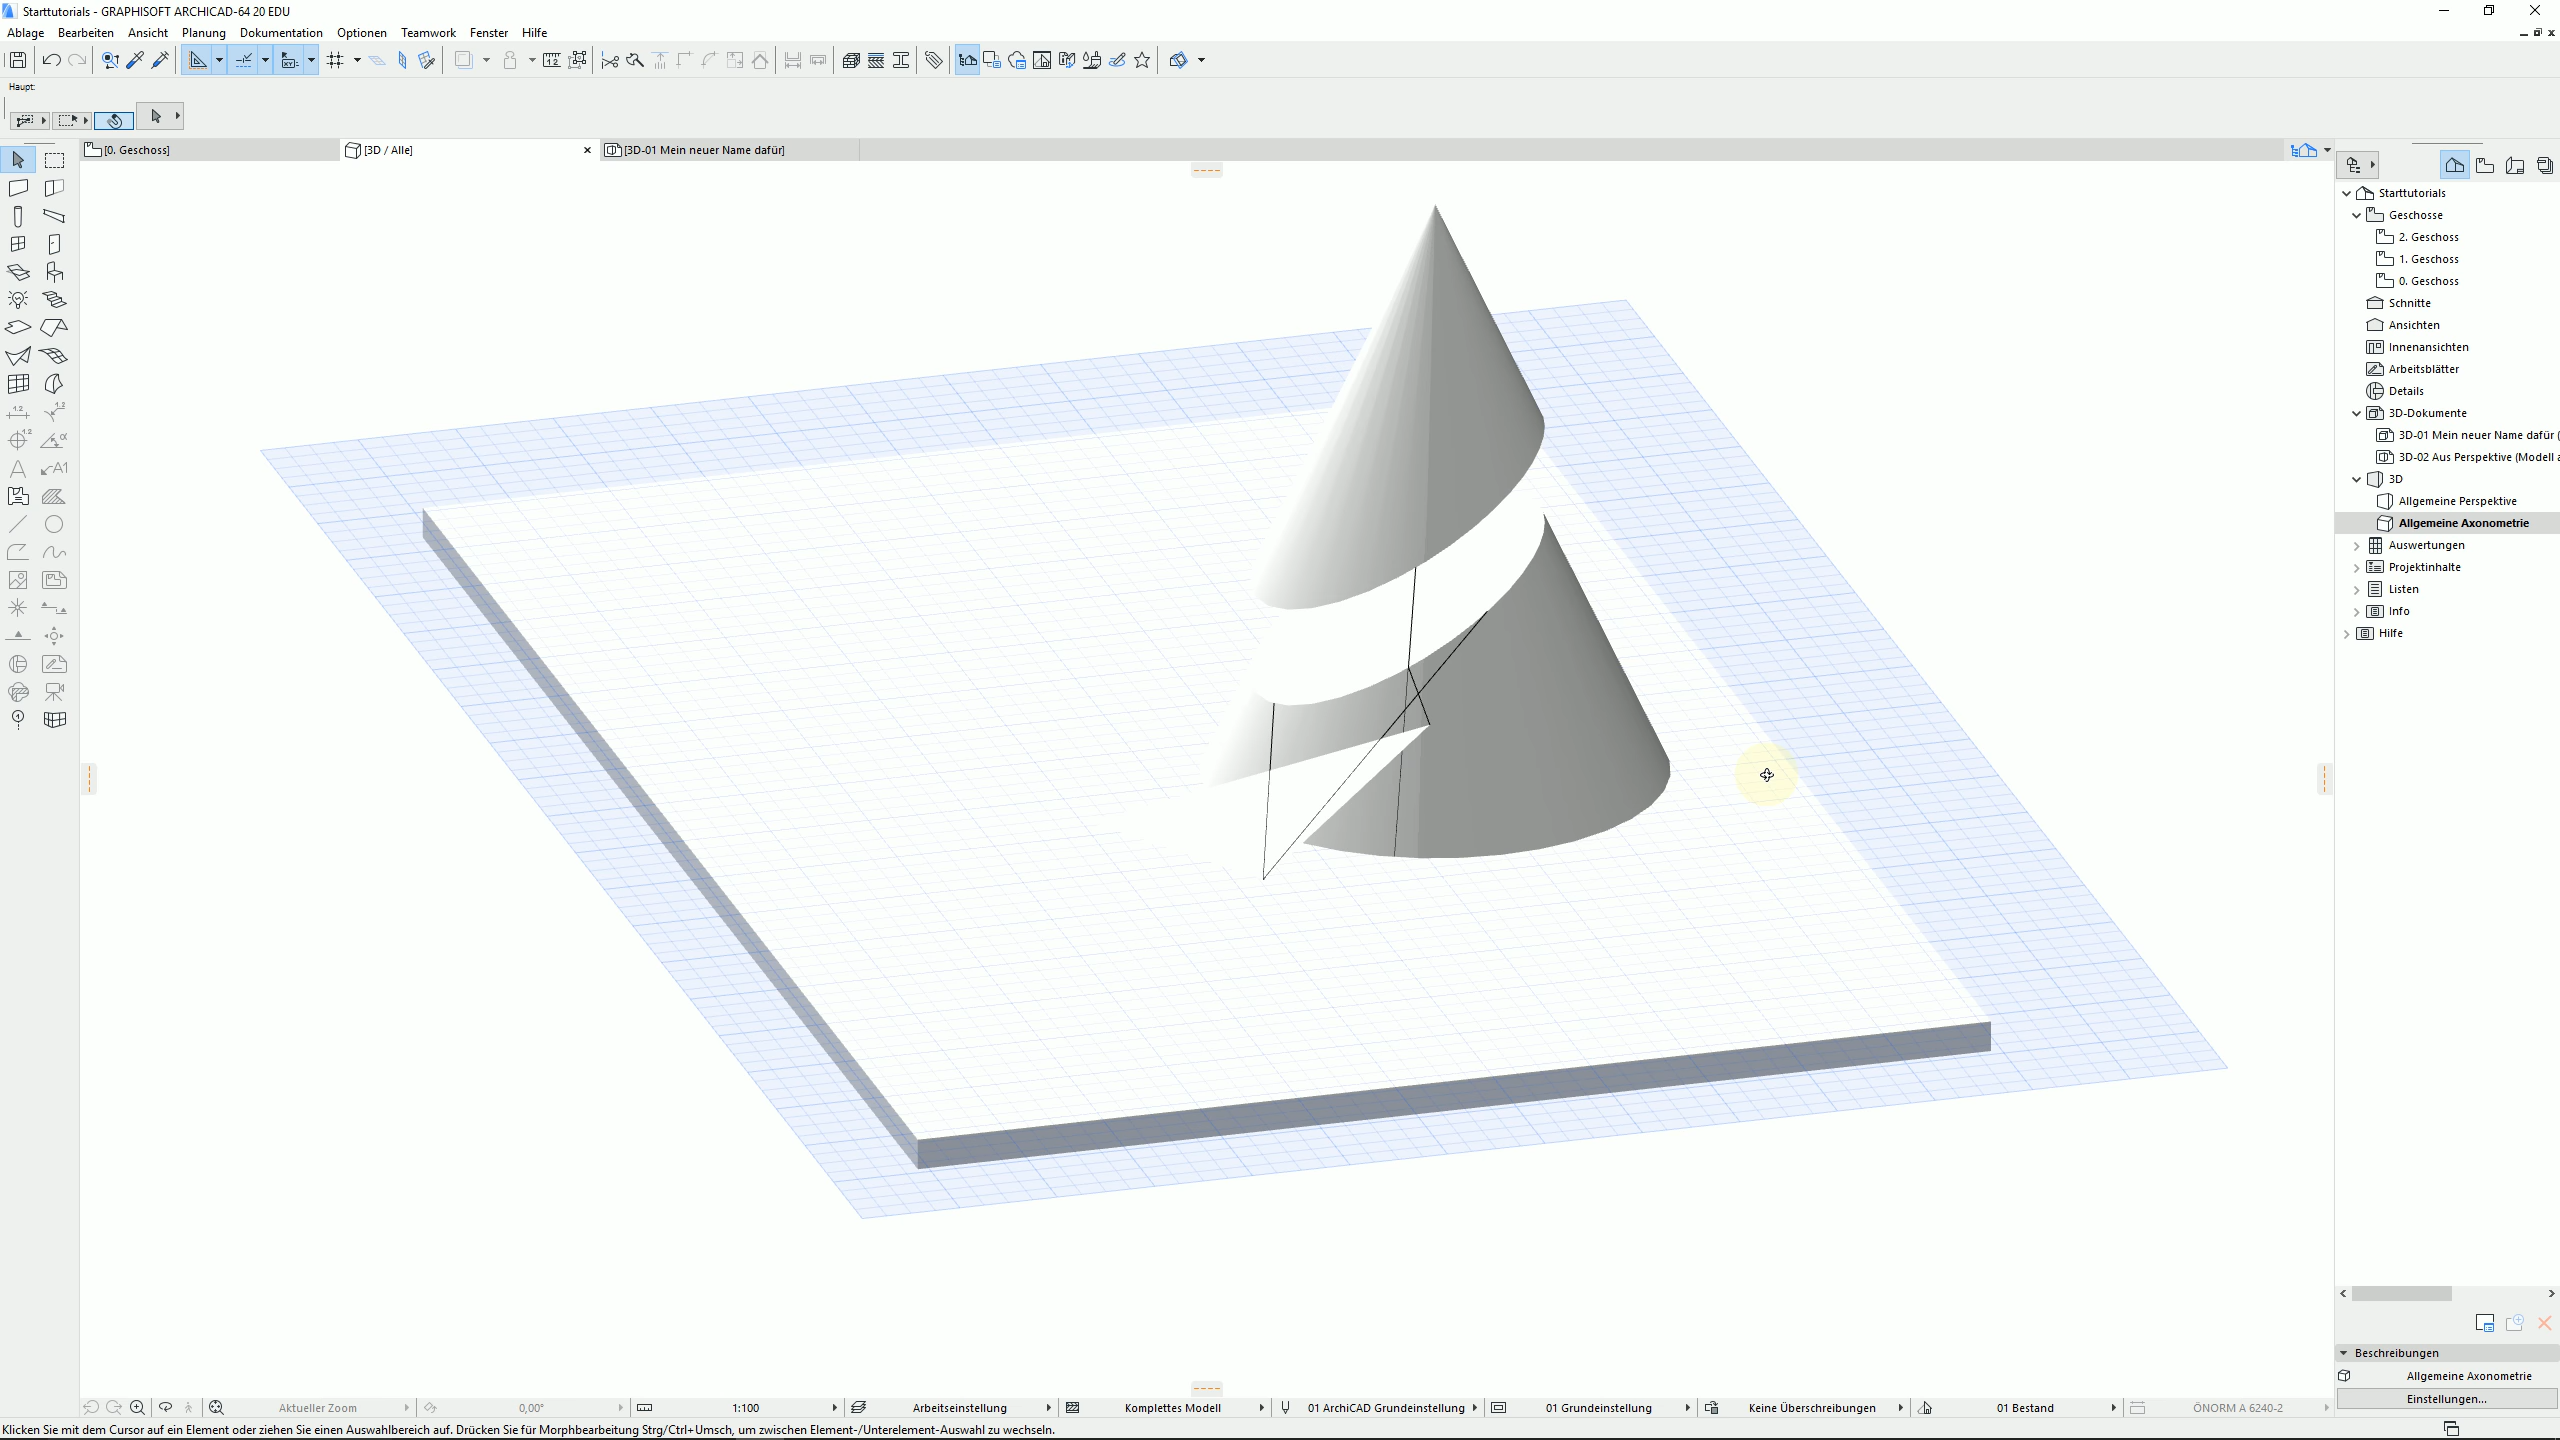 Starttutorials - GRAPHISOFT ARCHICAD-64 20 EDU
Ablage Bearbeiten Ansicht Planung Dokumentation Optionen Teamwork Fenster Hilfe
Haupt:
[0. Geschoss]
[3D / Alle]
[3D-01 Mein neuer Name dafür]
Starttutorials
Geschosse
2. Geschoss
1. Geschoss
0. Geschoss
Schnitte
Ansichten
Innenansichten
Arbeitsblätter
Details
3D-Dokumente
3D-01 Mein neuer Name dafür (
3D-02 Aus Perspektive (Modell a
3D
Allgemeine Perspektive
Allgemeine Axonometrie
Auswertungen
Projektinhalte
Listen
Info
Hilfe
Beschreibungen
Allgemeine Axonometrie
Einstellungen...
Aktueller Zoom 0,00° 1:100 Arbeitseinstellung Komplettes Modell 01 ArchiCAD Grundeinstellung 01 Grundeinstellung Keine Überschreibungen 01 Bestand ÖNORM A 6240-2
Klicken Sie mit dem Cursor auf ein Element oder ziehen Sie einen Auswahlbereich auf. Drücken Sie für Morphbearbeitung Strg/Ctrl+Umsch, um zwischen Element-/Unterelement-Auswahl zu wechseln.